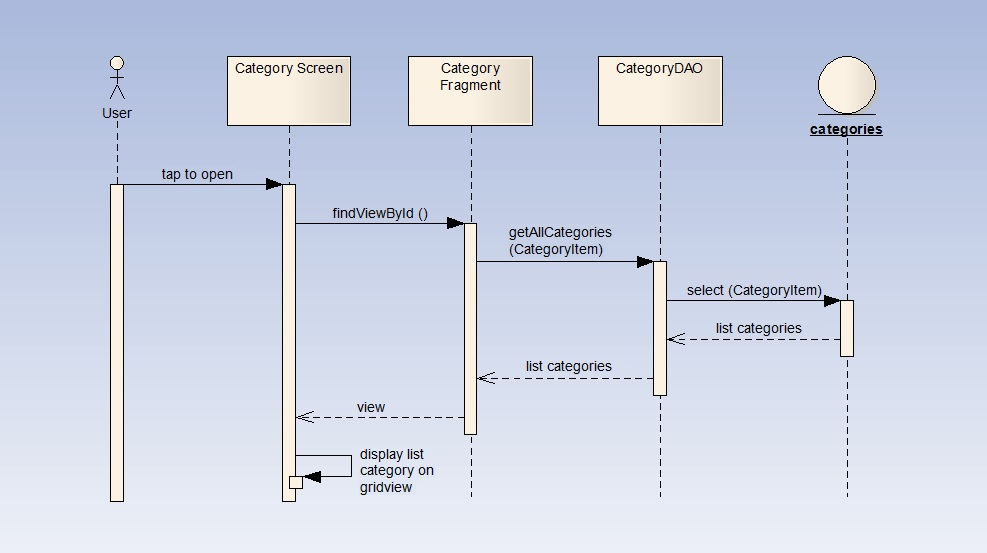 Category Screen
Category
Fragment
CategoryDAO
User
categories
tap to open
findViewById ()
getAllCategories
(CategoryItem)
select (CategoryItem)
list categories
list categories
view
display list
category on
gridview